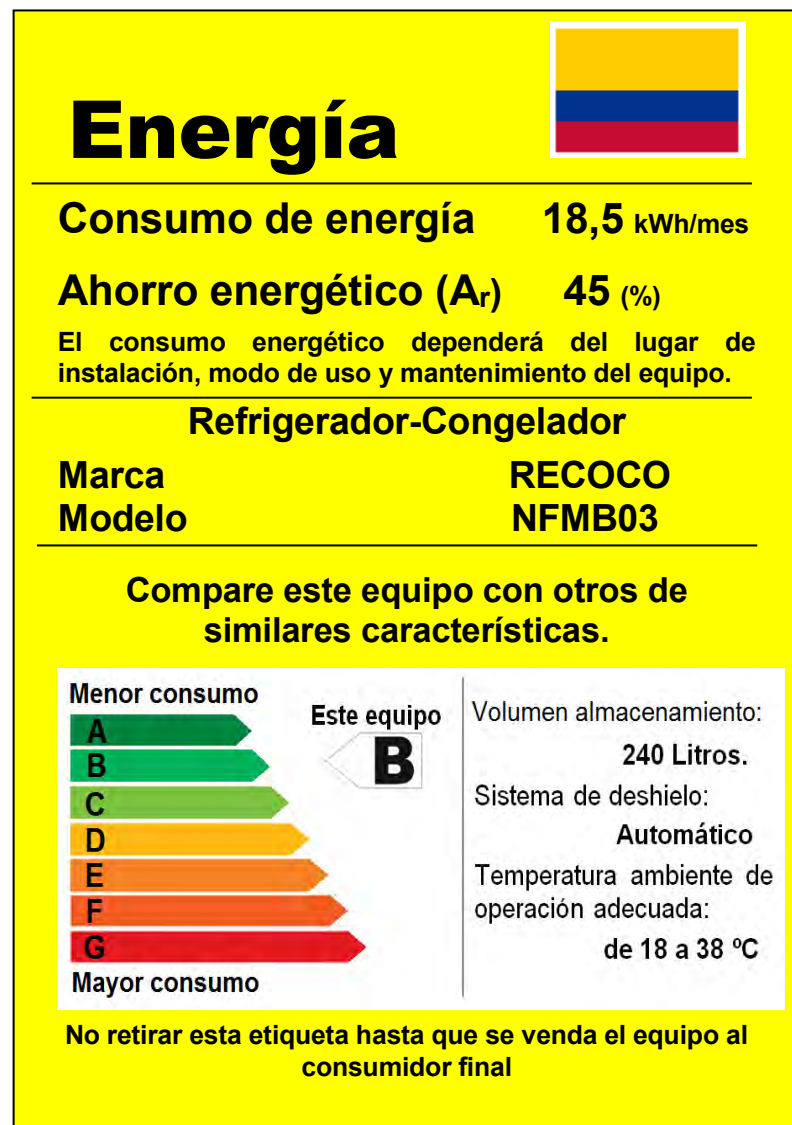 Energía
Consumo de energía 18,5 kWh/mes
Ahorro energético (Ar) 45 (%)
El consumo energético dependerá del lugar de
instalación, modo de uso y mantenimiento del equipo.
Refrigerador-Congelador
Marca RECOCO
Modelo NFMB03
Compare este equipo con otros de
similares características.
Menor consumo
A
B
C
D
E
F
G
Mayor consumo
Este equipo
B
Volumen almacenamiento:
240 Litros.
Sistema de deshielo:
Automático
Temperatura ambiente de
operación adecuada:
de 18 a 38 ºC
No retirar esta etiqueta hasta que se venda el equipo al
consumidor final